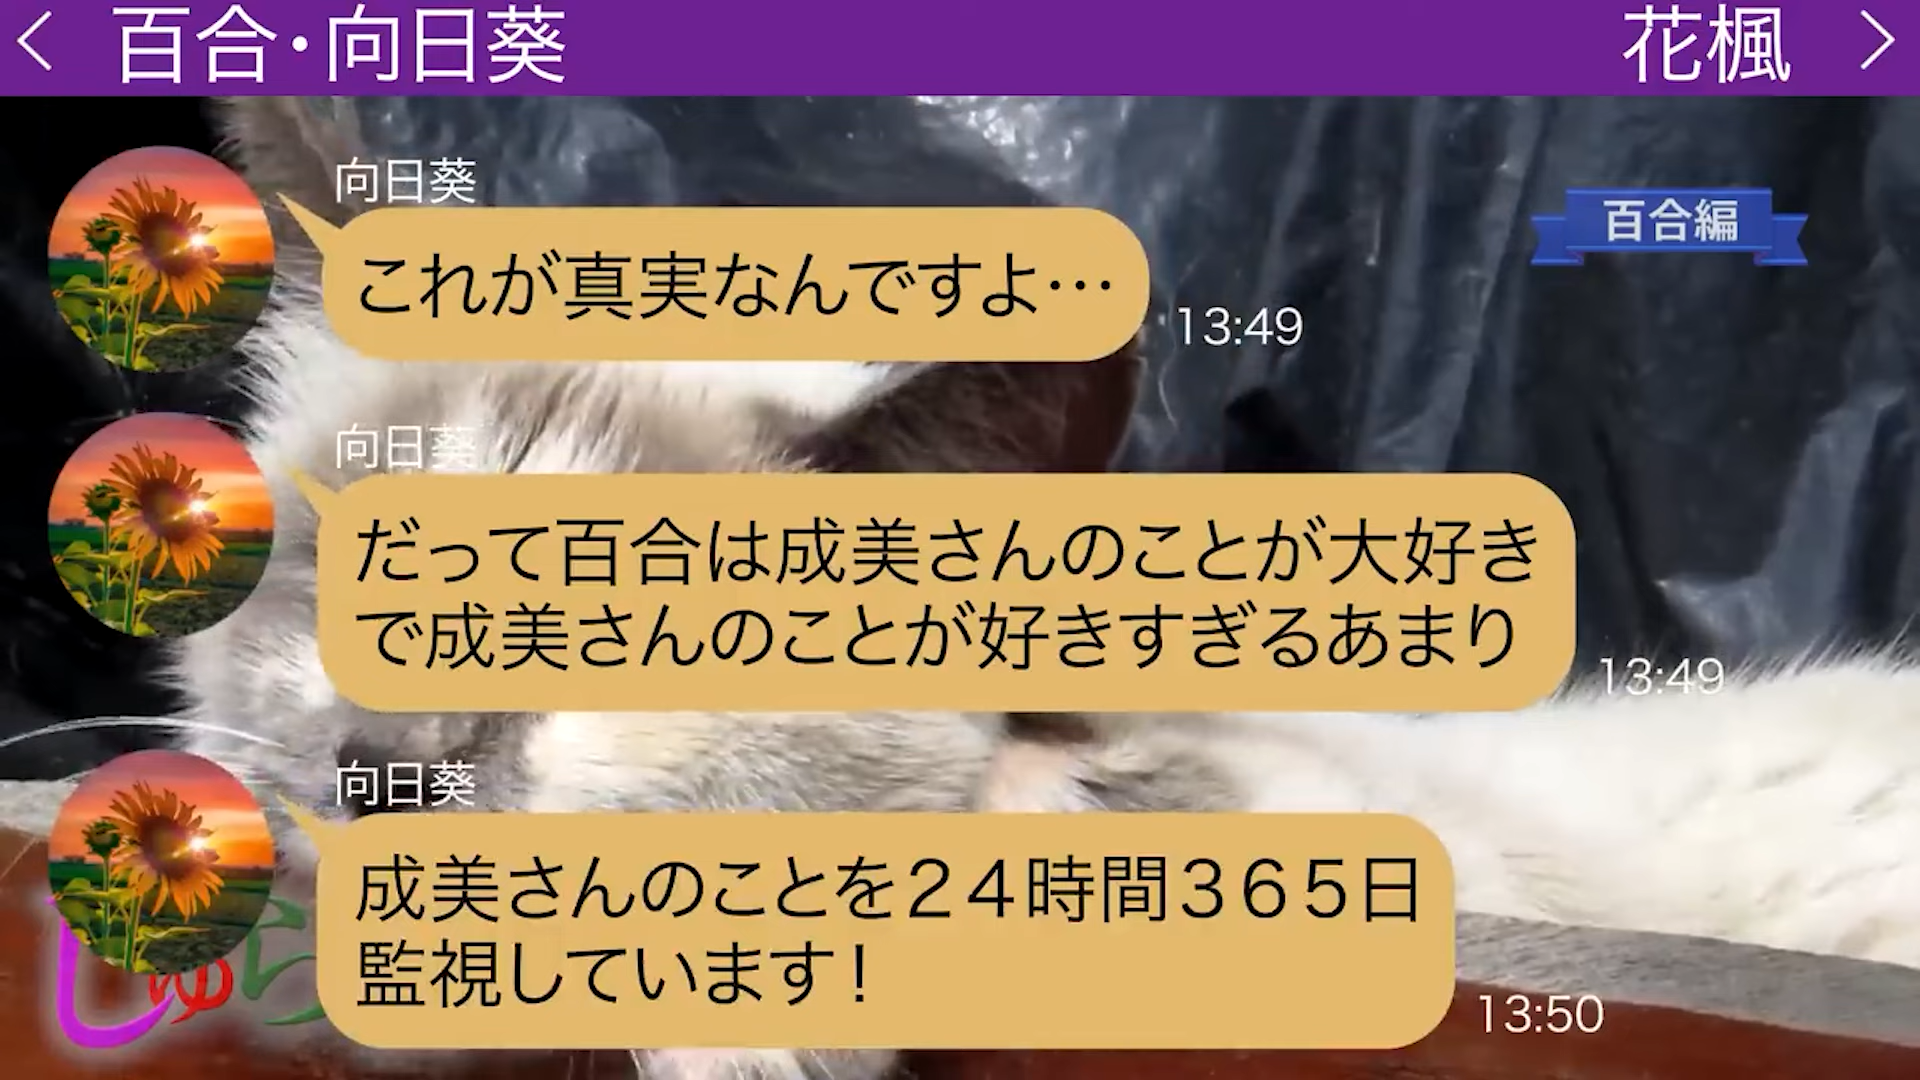 百合・向日葵
花楓
百合編
向日葵
これが真実なんですよ…
13:49
向日葵
だって百合は成美さんのことが大好き
で成美さんのことが好きすぎるあまり
13:49
向日葵
成美さんのことを２４時間３６５日
監視しています！
13:50
しゅら